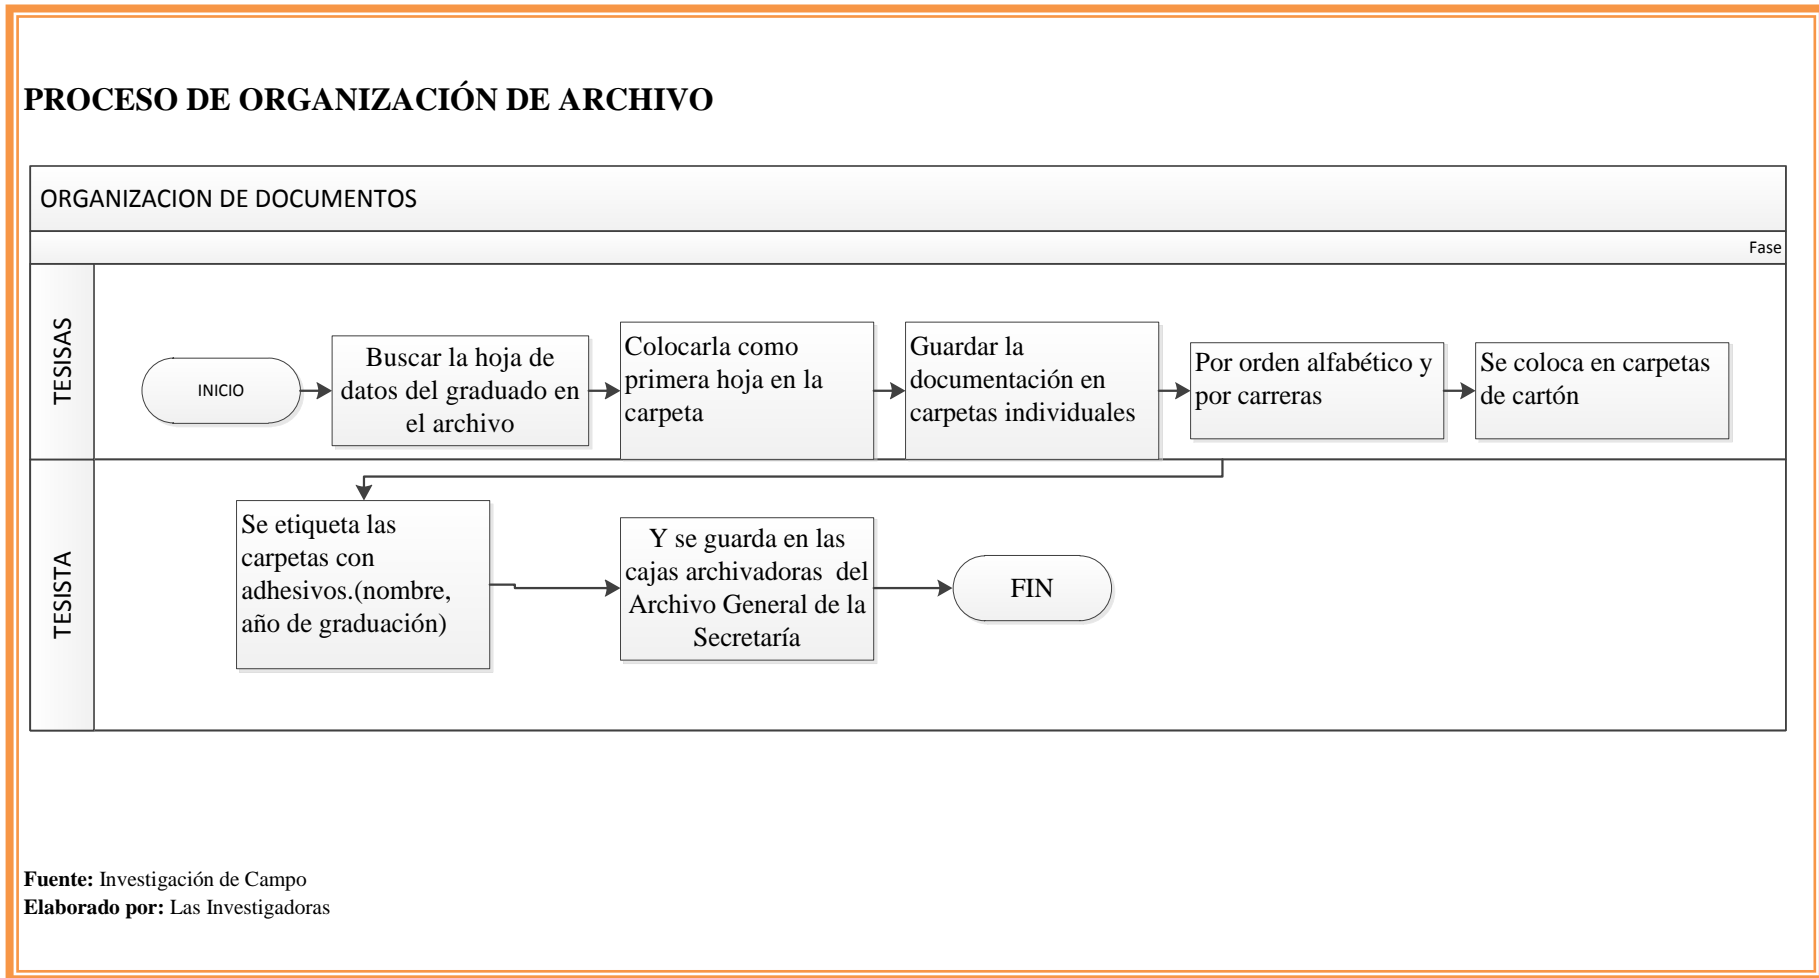 PROCESO DE ORGANIZACIÓN DE ARCHIVO
ORGANIZACION DE DOCUMENTOS
Fase
TESISAS
INICIO
Buscar la hoja de
datos del graduado en
el archivo
Colocarla como
primera hoja en la
carpeta
Guardar la
documentación en
carpetas individuales
Por orden alfabético y
por carreras
Se coloca en carpetas
de cartón
TESISTA
Se etiqueta las
carpetas con
adhesivos.(nombre,
año de graduación)
Y se guarda en las
cajas archivadoras  del
Archivo General de la
Secretaría
FIN
Fuente: Investigación de Campo
Elaborado por: Las Investigadoras